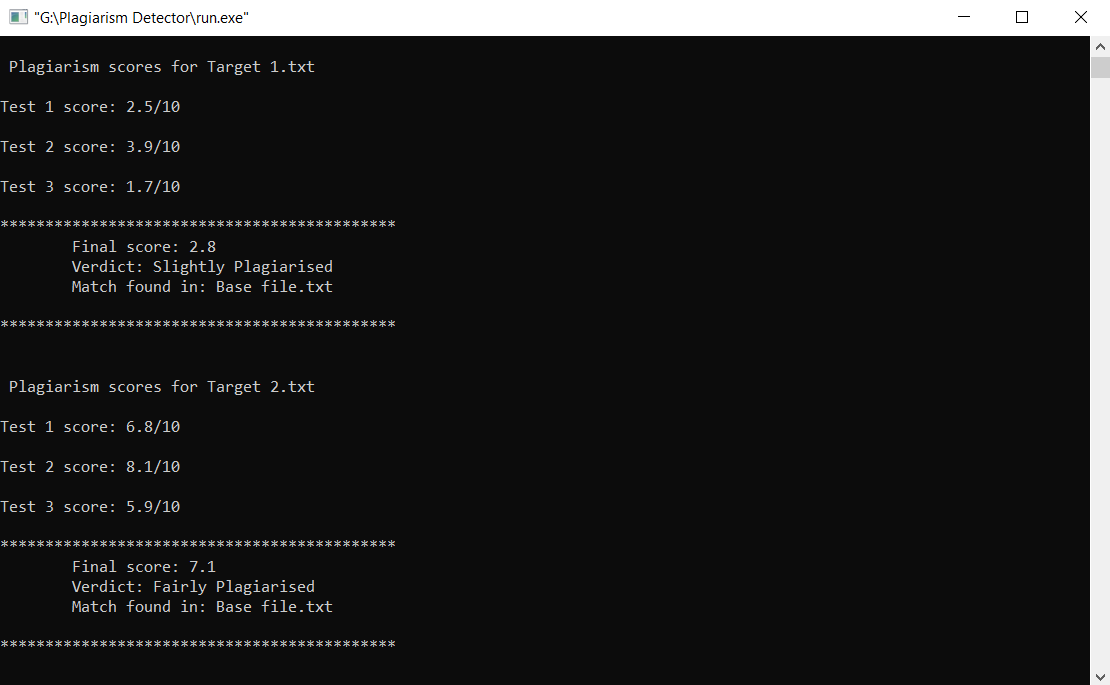 "G:\Plagiarism Detector\run.exe"
Plagiarism scores for Target 1.txt
Test 1 score: 2.5/10
Test 2 score: 3.9/10
Test 3 score: 1.7/10
********************************************
Final score: 2.8
Verdict: Slightly Plagiarised
Match found in: Base file.txt
********************************************
Plagiarism scores for Target 2.txt
Test 1 score: 6.8/10
Test 2 score: 8.1/10
Test 3 score: 5.9/10
********************************************
Final score: 7.1
Verdict: Fairly Plagiarised
Match found in: Base file.txt
********************************************